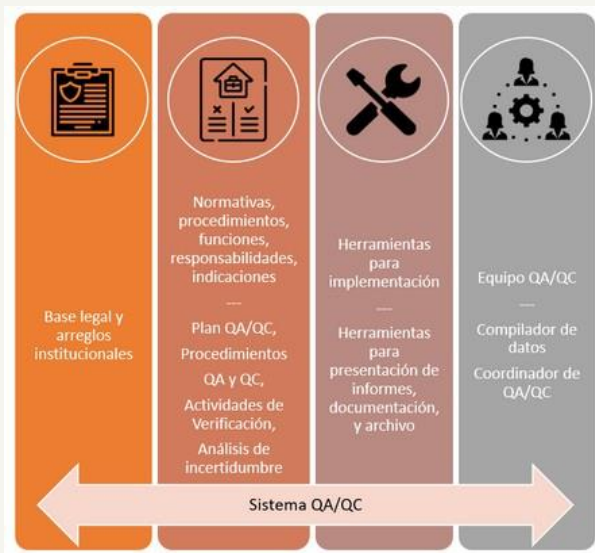 Base legal y
arreglos
institucionales
Normativas,
procedimientos,
funciones,
responsabilidades,
indicaciones
---
Plan QA/QC,
Procedimientos
QA y QC,
Actividades de
Verificación,
Análisis de
incertidumbre
Herramientas
para
implementación
---
Herramientas
para
presentación de
informes,
documentación,
y archivo
Equipo QA/QC
---
Compilador de
datos
Coordinador de
QA/QC
Sistema QA/QC